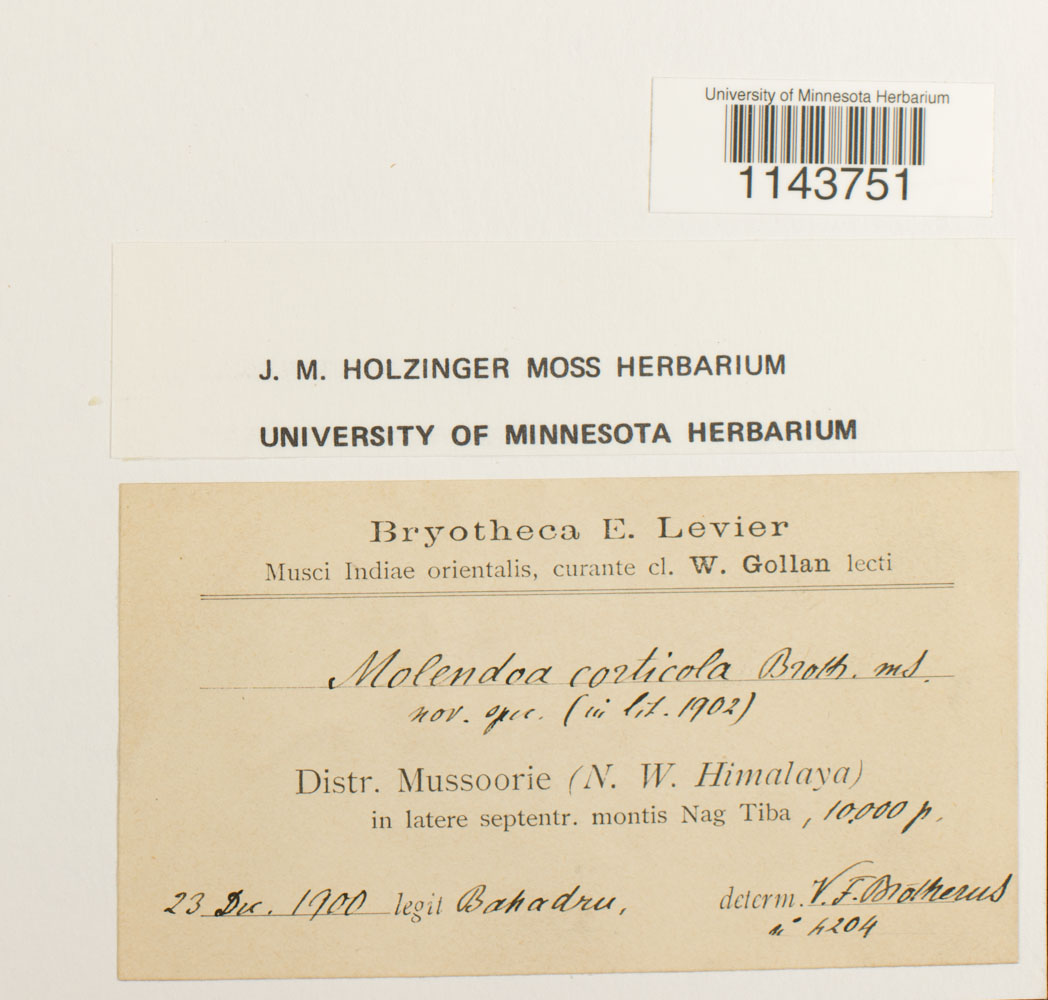 University of Minnesota Herbarium
1143751
J. M. HOLZINGER MOSS HERBARIUM
UNIVERSITY OF MINNESOTA HERBARIUM
Bryotheca E. Levier
Musci Indiae orientalis, curante cl. W. Gollan lecti
Molendoa corticola Broth. ms.
nov. spec. (in lit. 1902)
Distr. Mussoorie (N. W. Himalaya)
in latere septentr. montis Nag Tiba, 10.000 p.
23 Dec. 1900 legit Bahadru, determ. V. F. Brotherus
n° 4204